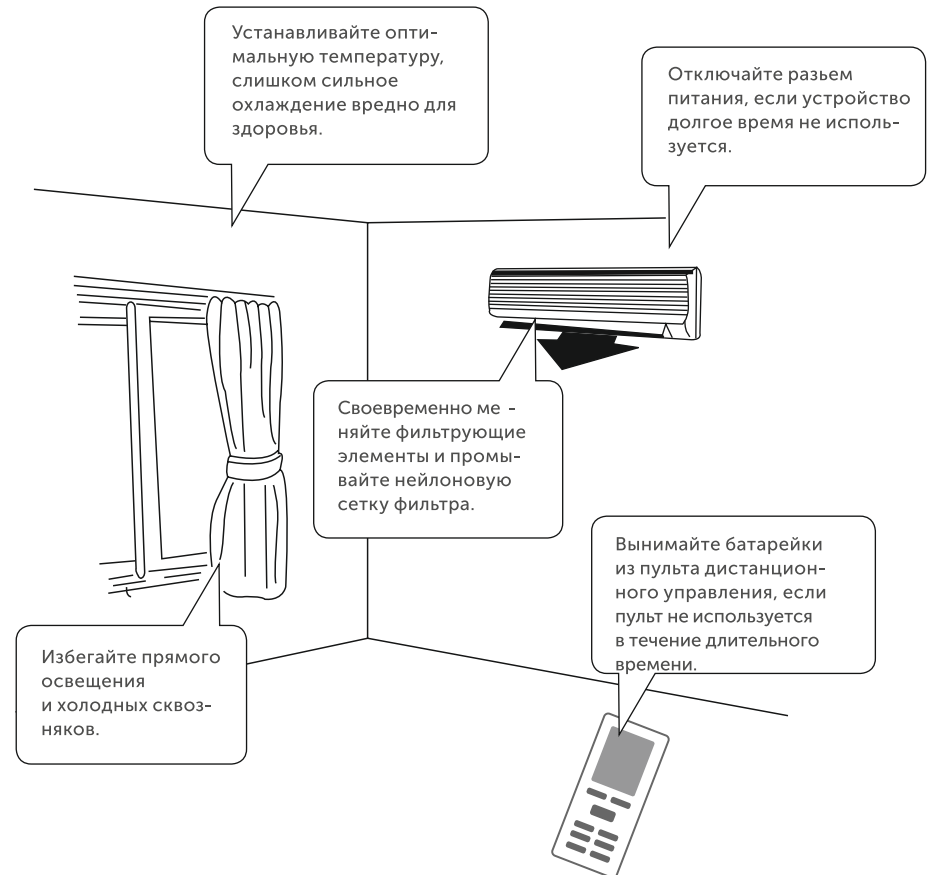 Устанавливайте опти-
мальную температуру,
слишком сильное
охлаждение вредно для
здоровья.
Отключайте разьем
питания, если устройство
долгое время не исполь-
зуется.
Своевременно ме -
няйте фильтрующие
элементы и промы-
вайте нейлоновую
сетку фильтра.
Вынимайте батарейки
из пульта дистанцион-
ного управления, если
пульт не используется
в течение длительного
времени.
Избегайте прямого
освещения
и холодных сквоз-
няков.